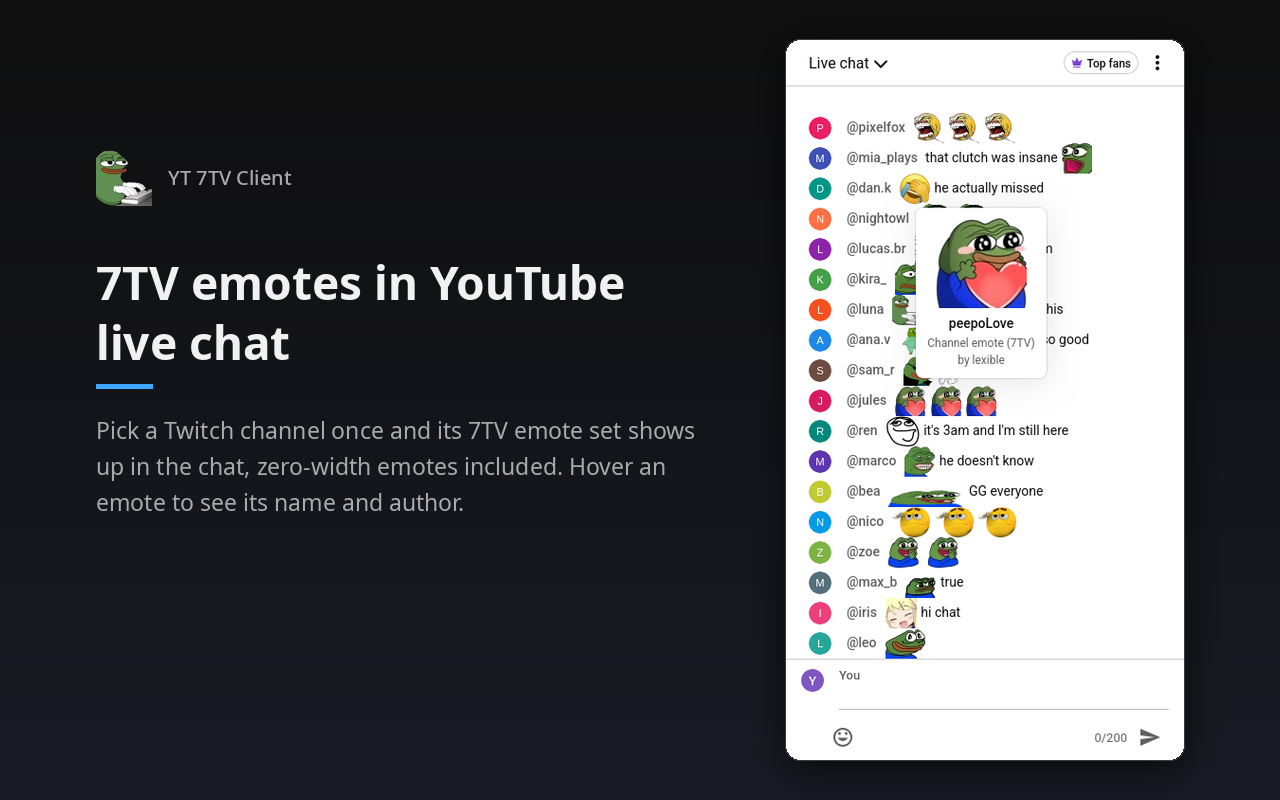 YT 7TV Client
7TV emotes in YouTube
live chat
Pick a Twitch channel once and its 7TV emote set shows
up in the chat, zero-width emotes included. Hover an
emote to see its name and author.
Live chat
Top fans
P @pixelfox
M @mia_plays that clutch was insane
D @dan.k he actually missed
N @nightowl
L @lucas.br
K @kira_
L @luna
A @ana.v so good
S @sam_r
peepoLove
Channel emote (7TV)
by lexible
J @jules
R @ren it's 3am and I'm still here
M @marco he doesn't know
B @bea GG everyone
N @nico
Z @zoe
M @max_b true
I @iris hi chat
L @leo
Y You
0/200